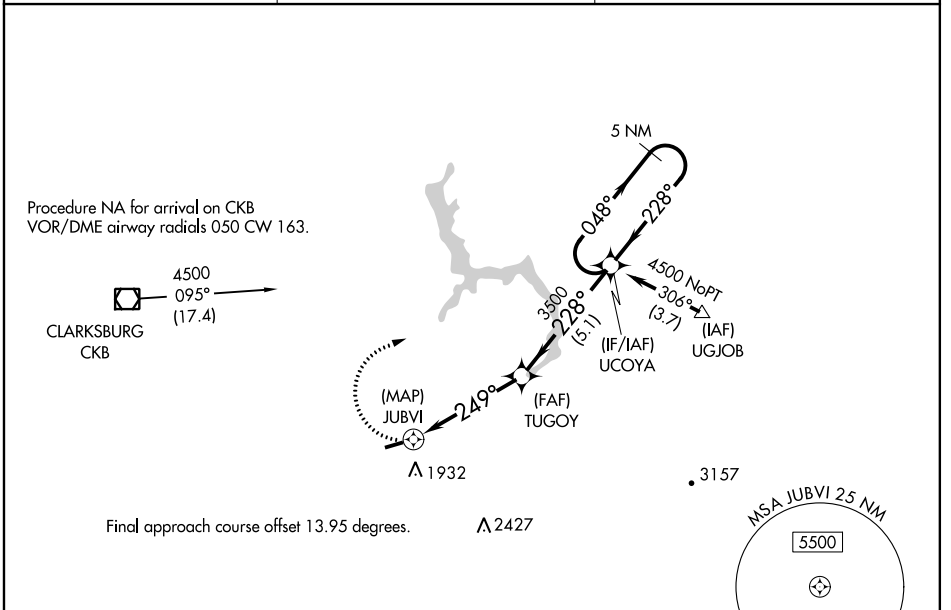 5 NM
048°
228°
Procedure NA for arrival on CKB
VOR/DME airway radials 050 CW 163.
4500
095°
(17.4)
CLARKSBURG
CKB
4500 NoPT
306°
(3.7)
(IAF)
UGJOB
3500
228°
(5.1)
(IF/IAF)
UCOYA
(MAP)
JUBVI
249°
(FAF)
TUGOY
1932
3157
Final approach course offset 13.95 degrees.
2427
MSA JUBVI 25 NM
5500